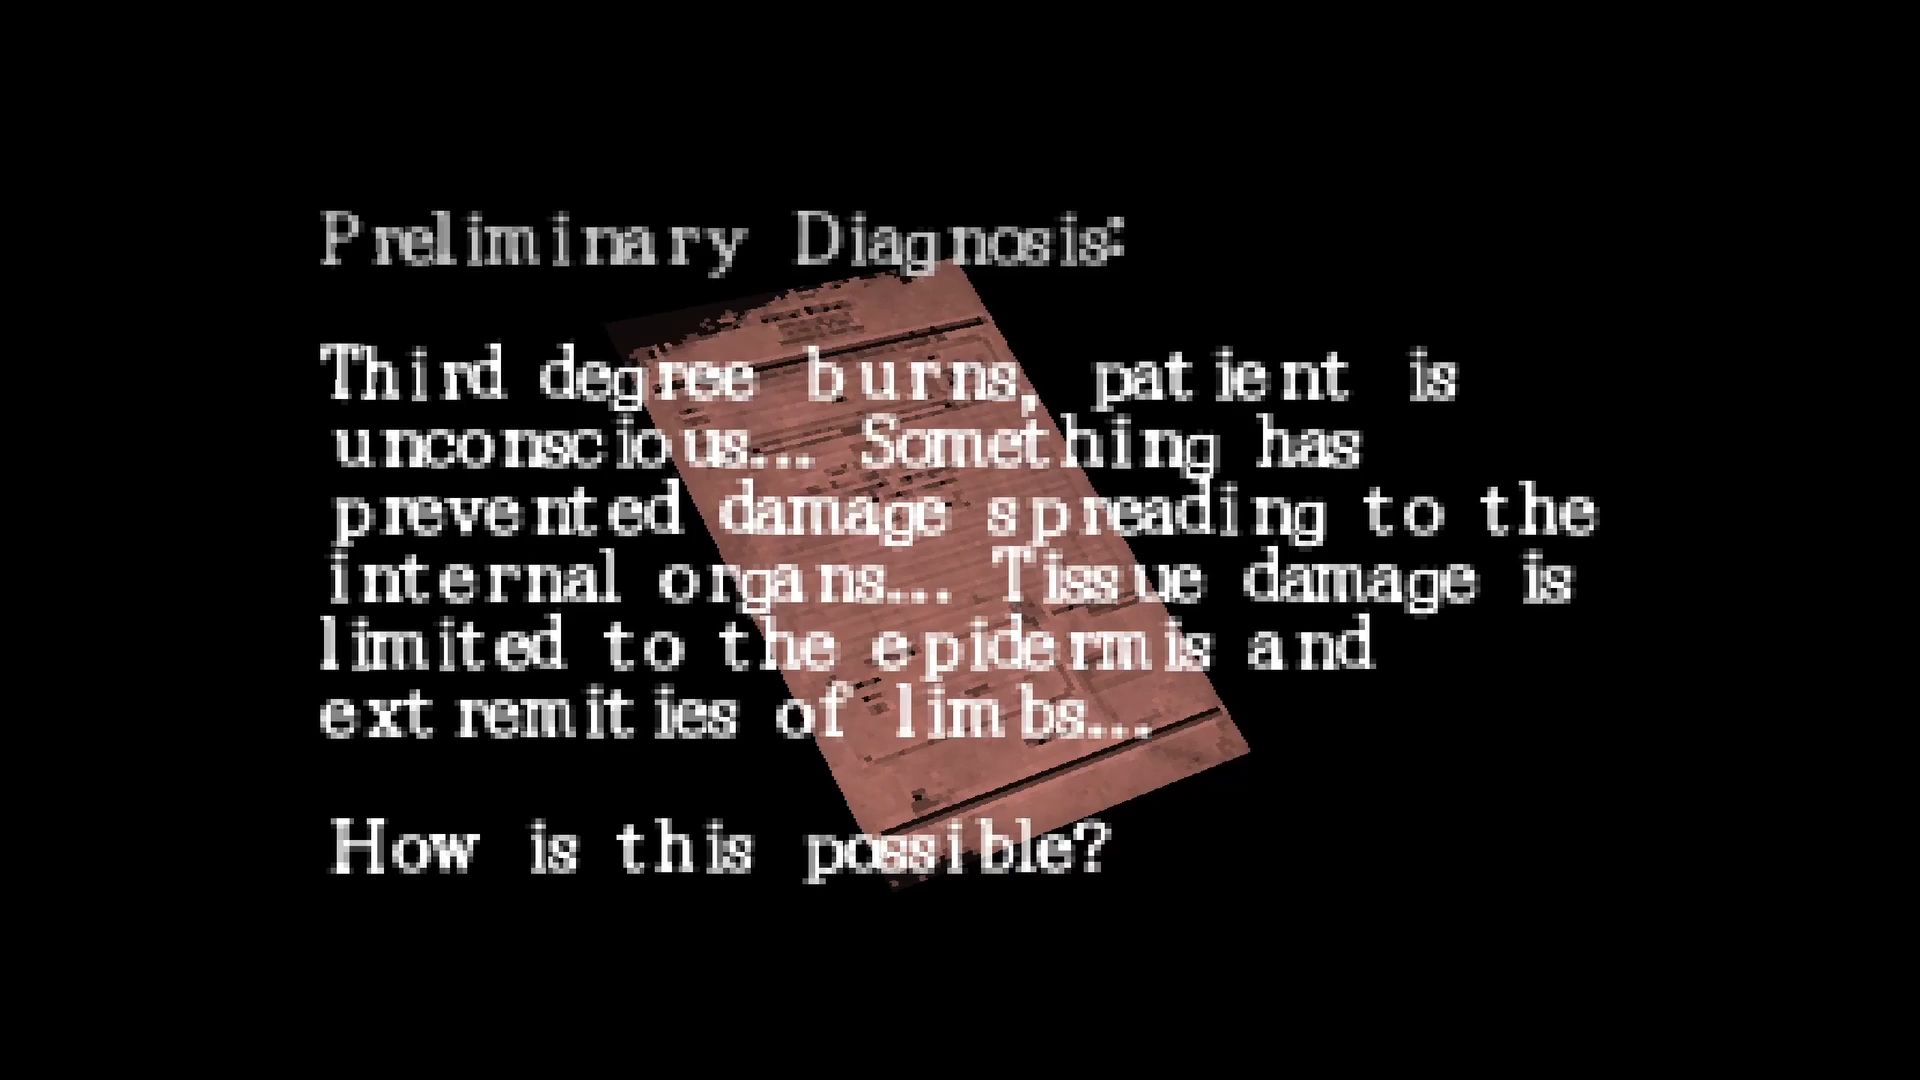 Preliminary Diagnosis:
Third degree burns, patient is
unconscious... Something has
prevented damage spreading to the
internal organs... Tissue damage is
limited to the epidermis and
extremities of limbs...
How is this possible?